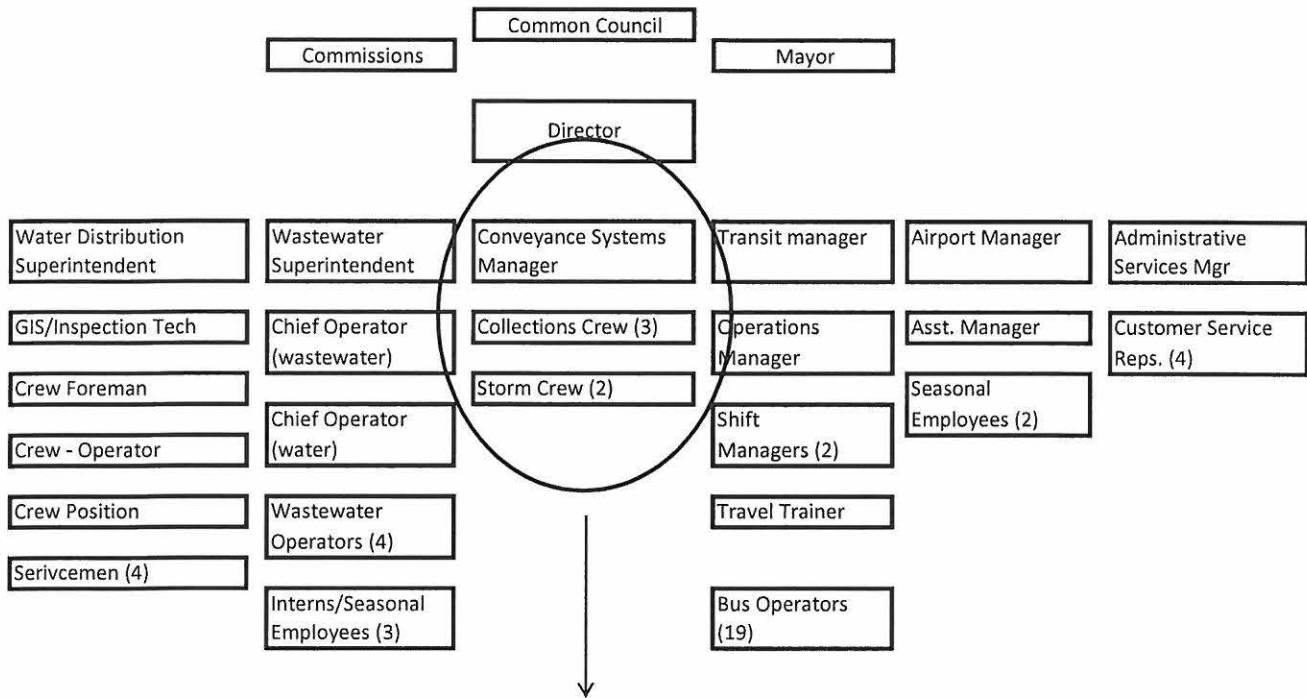 Common Council
Commissions
Mayor
Director
Water Distribution
Superintendent
GIS/Inspection Tech
Crew Foreman
Crew - Operator
Crew Position
Serivcemen (4)
Wastewater
Superintendent
Chief Operator
(wastewater)
Chief Operator
(water)
Wastewater
Operators (4)
Interns/Seasonal
Employees (3)
Conveyance Systems
Manager
Collections Crew (3)
Storm Crew (2)
Transit manager
Operations
Manager
Shift
Managers (2)
Travel Trainer
Bus Operators
(19)
Airport Manager
Asst. Manager
Seasonal
Employees (2)
Administrative
Services Mgr
Customer Service
Reps. (4)